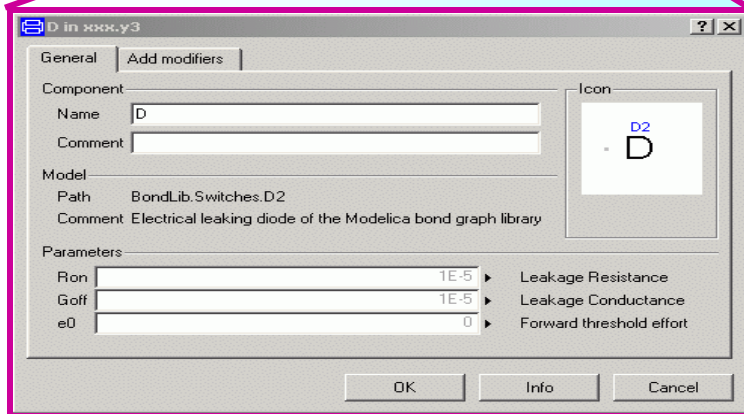 D in xxx.y3
General Add modifiers
Component
Name D
Comment
Icon
D2
D
Model
Path BondLib.Switches.D2
Comment Electrical leaking diode of the Modelica bond graph library
Parameters
Ron 1E-5 Leakage Resistance
Goff 1E-5 Leakage Conductance
e0 0 Forward threshold effort
OK Info Cancel